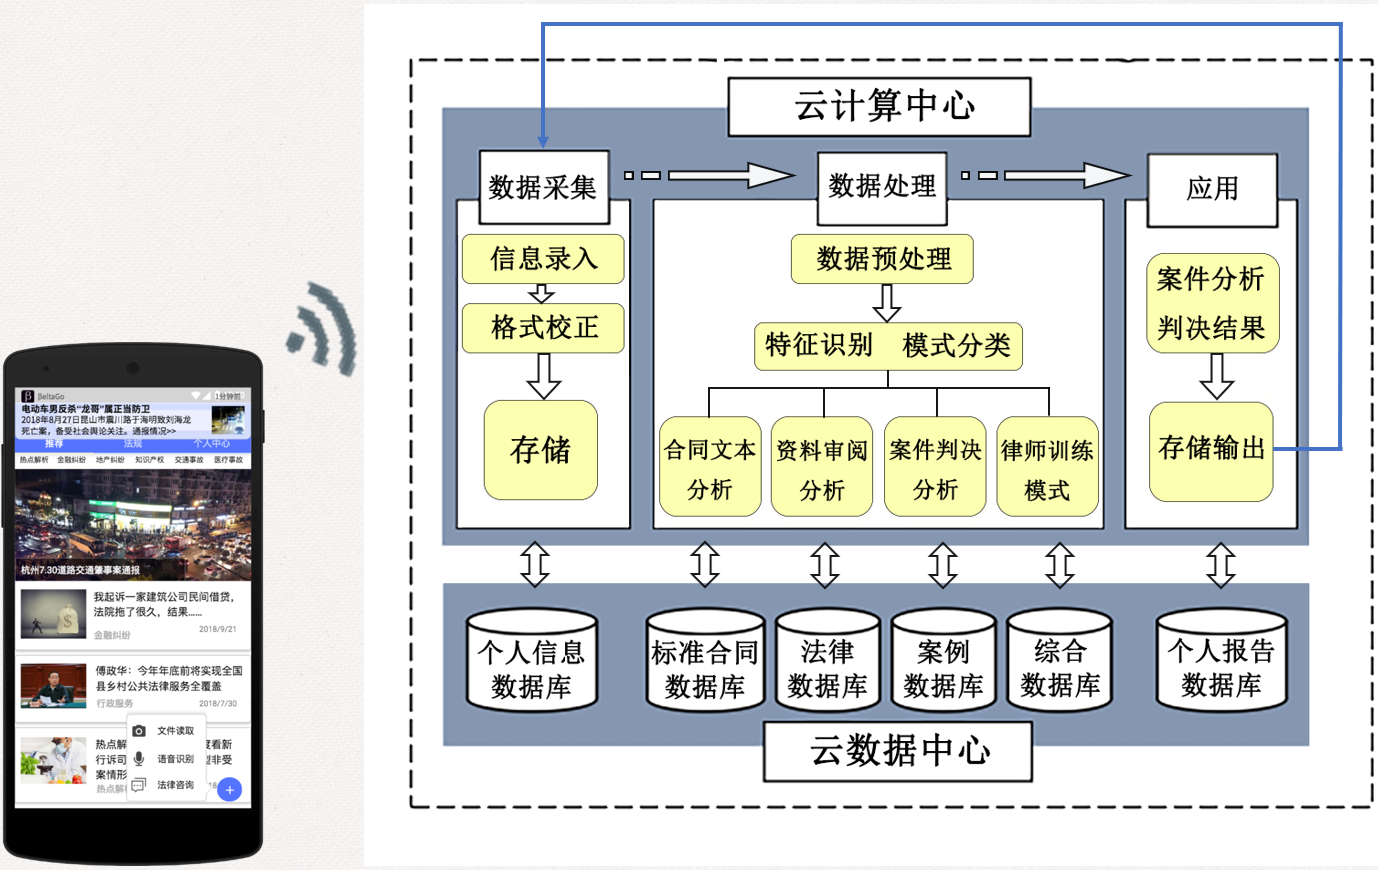 βeltaGo
1分钟前
电动车男反杀“龙哥”属正当防卫
2018年8月27日昆山市震川路于海明致刘海龙
死亡案，备受社会舆论关注。通报情况>>
推荐 法规 个人中心
热点解析 金融纠纷 地产纠纷 知识产权 交通事故 医疗事故
杭州7.30道路交通肇事案通报
我起诉一家建筑公司民间借贷，
法院拖了很久，结果……
金融纠纷 2018/9/21
傅政华：今年年底前将实现全国
县乡村公共法律服务全覆盖
行政服务 2018/7/30
热点解 度看新
行诉司 型非受
案情形
热点解
文件读取
语音识别
法律咨询
+
云计算中心
数据采集
数据处理
应用
信息录入
格式校正
存储
数据预处理
特征识别 模式分类
合同文本
分析
资料审阅
分析
案件判决
分析
律师训练
模式
案件分析
判决结果
存储输出
个人信息
数据库
标准合同
数据库
法律
数据库
案例
数据库
综合
数据库
个人报告
数据库
云数据中心